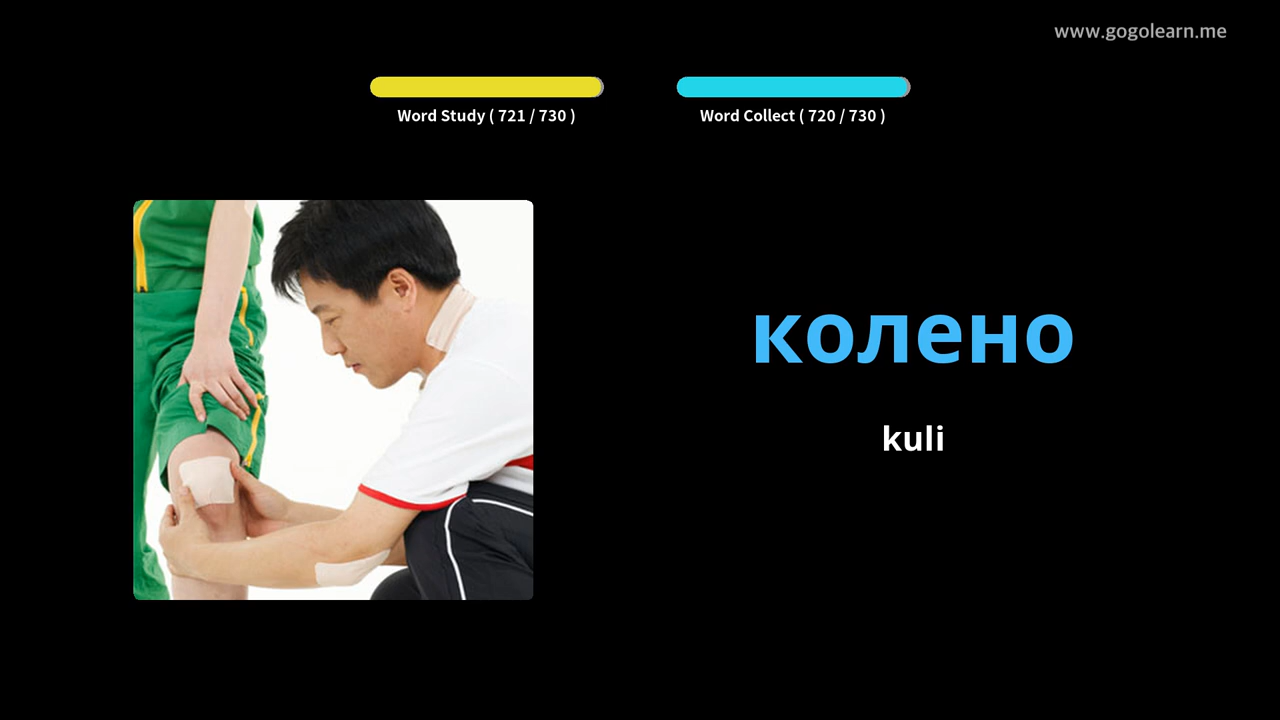 www.gogolearn.me
Word Study ( 721 / 730 )
Word Collect ( 720 / 730 )
колено
kuli